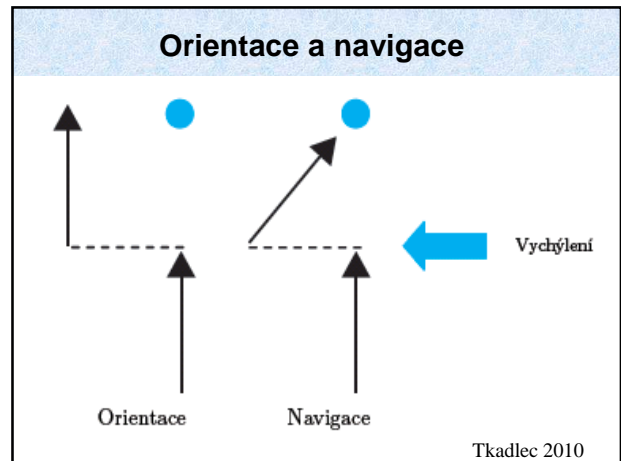 Orientace a navigace
Vychýlení
Orientace
Navigace
Tkadlec 2010